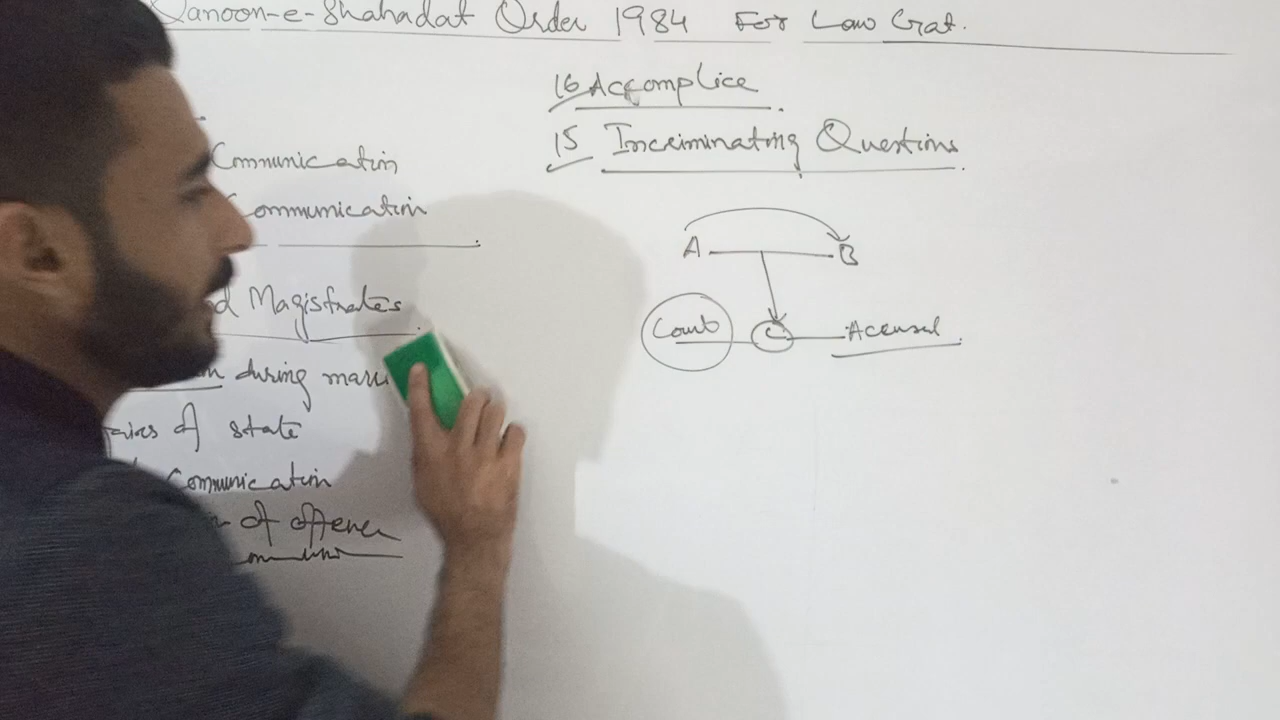 Qanoon-e-Shahadat Order 1984 For Law Gat.
Communication
Communication
Magistrates
during
of state
Communication
of offence
16 Accomplice
15 Incriminating Questions
A B
Court C Accused